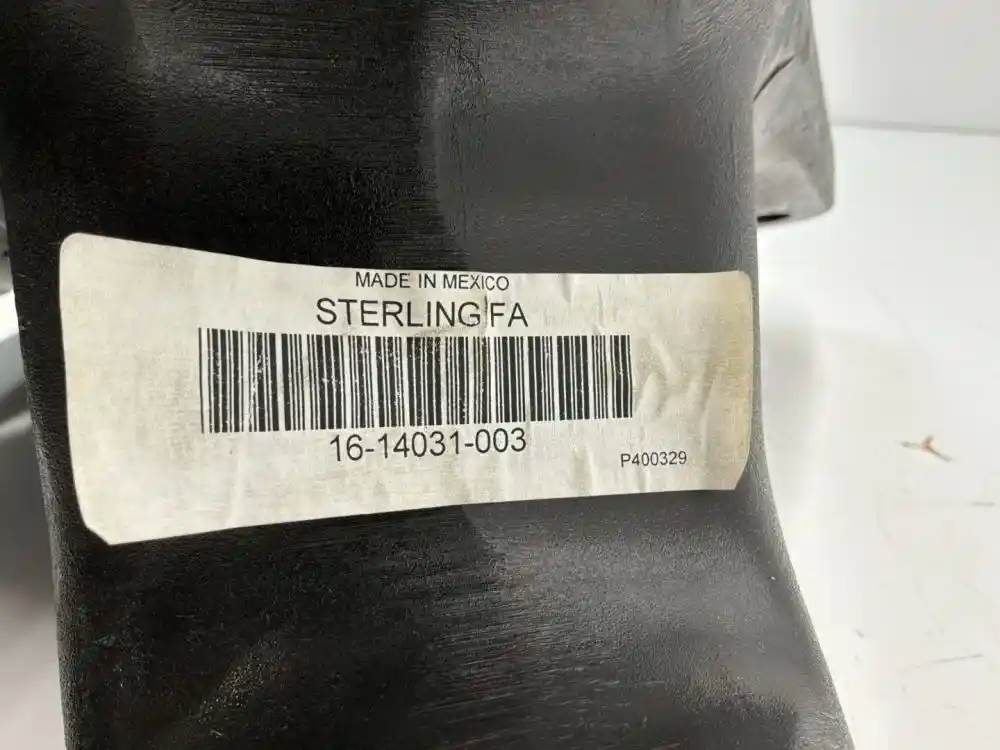 MADE IN MEXICO
STERLING FA
16-14031-003
P400329